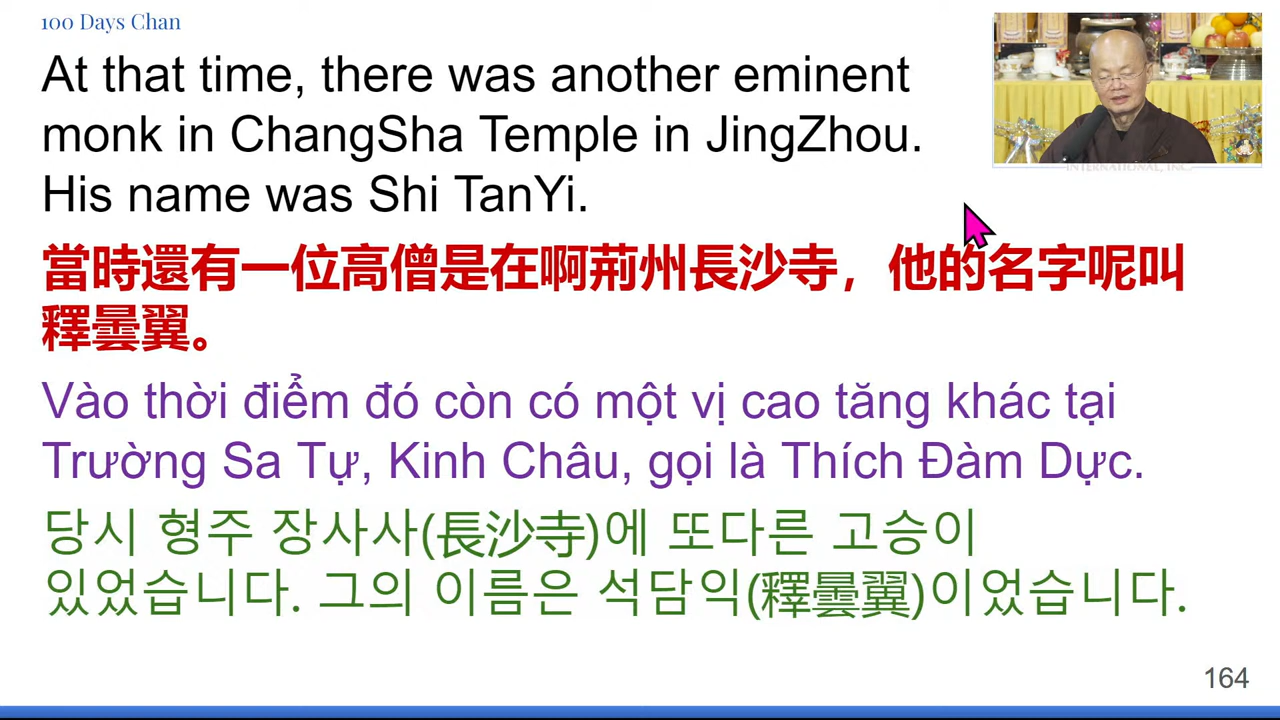 100 Days Chan
At that time, there was another eminent
monk in ChangSha Temple in JingZhou.
His name was Shi TanYi.
當時還有一位高僧是在啊荊州長沙寺，他的名字呢叫
釋曇翼。
Vào thời điểm đó còn có một vị cao tăng khác tại
Trường Sa Tự, Kinh Châu, gọi là Thích Đàm Dực.
당시 형주 장사사(長沙寺)에 또다른 고승이
있었습니다. 그의 이름은 석담익(釋曇翼)이었습니다.
INTERNATIONAL, INC.
164